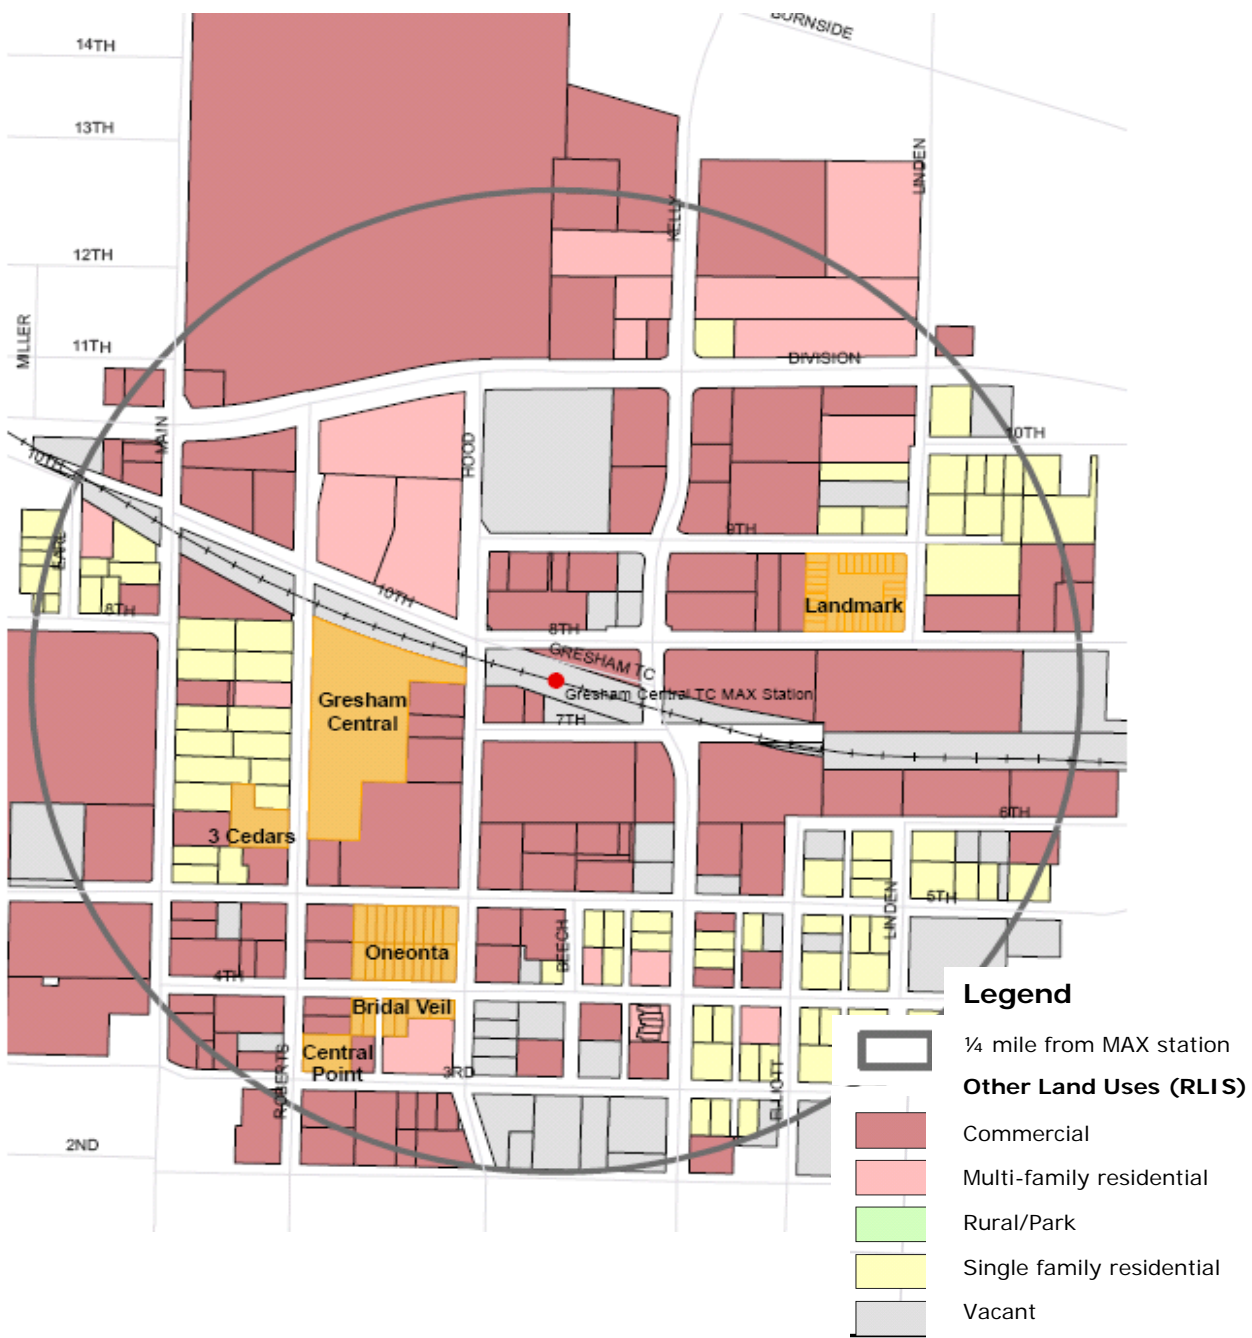 BURNSIDE
14TH
13TH
LINDEN
KELLY
12TH
MILLER
11TH
DIVISION
MAIN
10TH
HOOD
10TH
9TH
EARL
10TH
Landmark
8TH
8TH
GRESHAM TC
Gresham Central TC MAX Station
Gresham
Central
7TH
6TH
3 Cedars
LINDEN
5TH
BEECH
Oneonta
4TH
Bridal Veil
Central
Point
3RD
ROBERTS
ELLIOTT
2ND
Legend
¼ mile from MAX station
Other Land Uses (RLIS)
Commercial
Multi-family residential
Rural/Park
Single family residential
Vacant